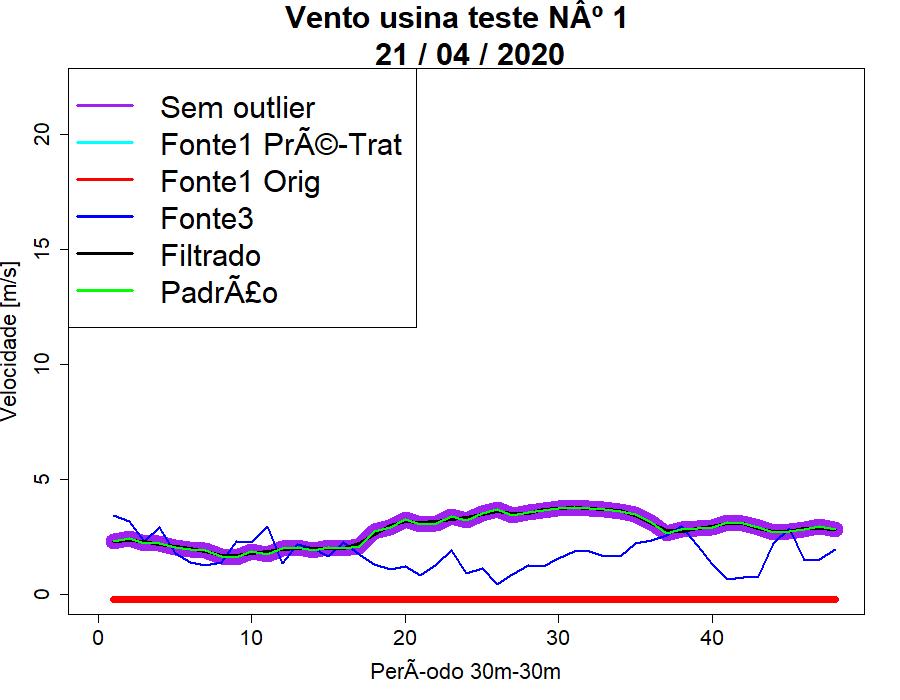 Vento usina teste NÂº 1
21 / 04 / 2020
Sem outlier
Fonte1 PrÃ©-Trat
Fonte1 Orig
Fonte3
Filtrado
PadrÃ£o
Velocidade [m/s]
20
15
10
5
0
0 10 20 30 40
PerÃ-odo 30m-30m